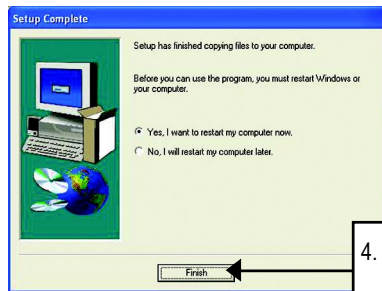 Setup Complete
Setup has finished copying files to your computer.
Before you can use the program, you must restart Windows or
your computer.
Yes, I want to restart my computer now.
No, I will restart my computer later.
Finish
4.